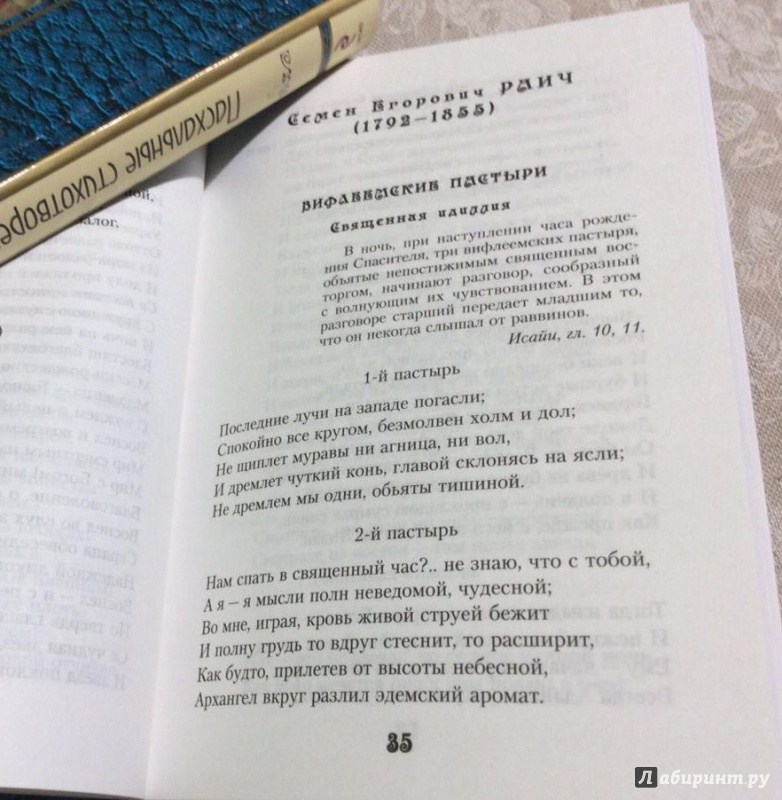 Пасхальные стихотворе
ной,
алог.
Семен Егорович РАИЧ
(1792–1855)
ВИФЛЕЕМСКИЕ ПАСТЫРИ
Священная идиллия
В ночь, при наступлении часа рожде-
ния Спасителя, три вифлеемских пастыря,
объятые непостижимым священным вос-
торгом, начинают разговор, сообразный
с волнующим их чувствованием. В этом
разговоре старший передает младшим то,
что он некогда слышал от раввинов.
Исайи, гл. 10, 11.
1-й пастырь
Последние лучи на западе погасли;
Спокойно все кругом, безмолвен холм и дол;
Не щиплет муравы ни агница, ни вол,
И дремлет чуткий конь, главой склонясь на ясли;
Не дремлем мы одни, объяты тишиной.
2-й пастырь
Нам спать в священный час?.. не знаю, что с тобой,
А я – я мысли полн неведомой, чудесной;
Во мне, играя, кровь живой струей бежит
И полну грудь то вдруг стеснит, то расширит,
Как будто, прилетев от высоты небесной,
Архангел вкруг разлил эдемский аромат.
35
Лабиринт.ру